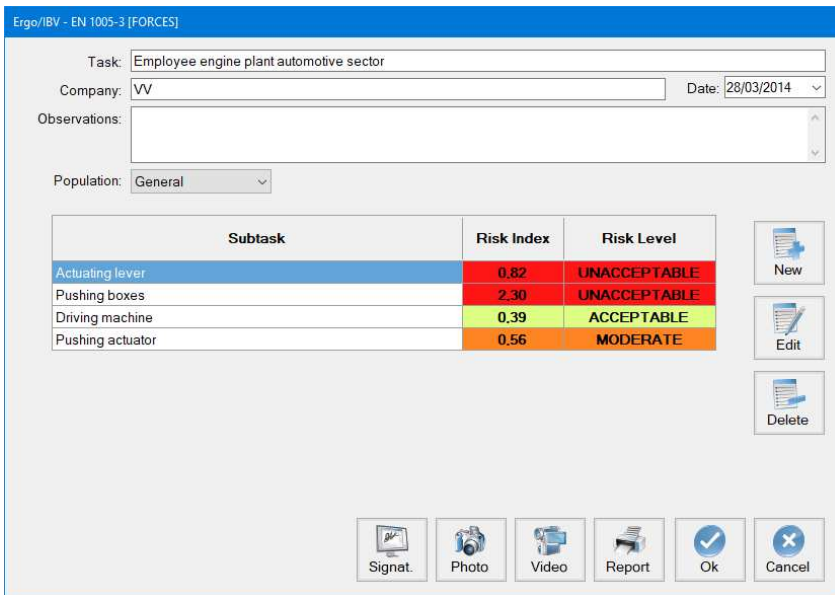 Ergo/IBV - EN 1005-3 [FORCES]
Task: Employee engine plant automotive sector
Company: VV Date: 28/03/2014
Observations:
Population: General
Subtask Risk Index Risk Level
Actuating lever 0,82 UNACCEPTABLE
Pushing boxes 2,30 UNACCEPTABLE
Driving machine 0,39 ACCEPTABLE
Pushing actuator 0,56 MODERATE
New
Edit
Delete
Signat. Photo Video Report Ok Cancel